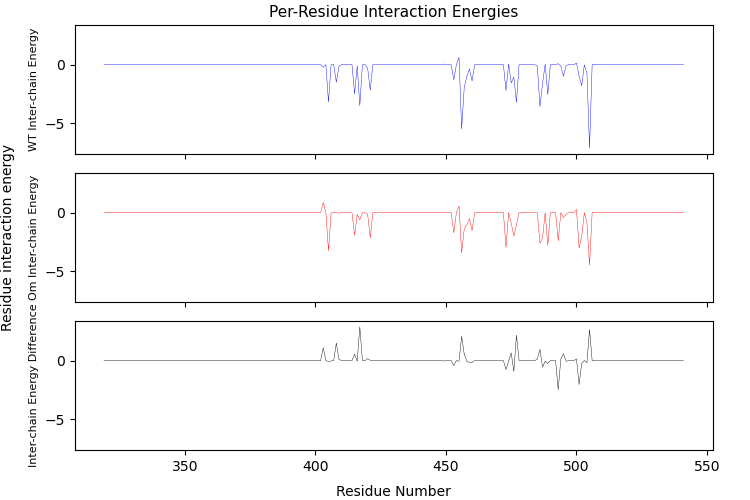 Per-Residue Interaction Energies
Residue interaction energy
WT Inter-chain Energy
0
−5
Om Inter-chain Energy
0
−5
Inter-chain Energy Difference
0
−5
350
400
450
500
550
Residue Number